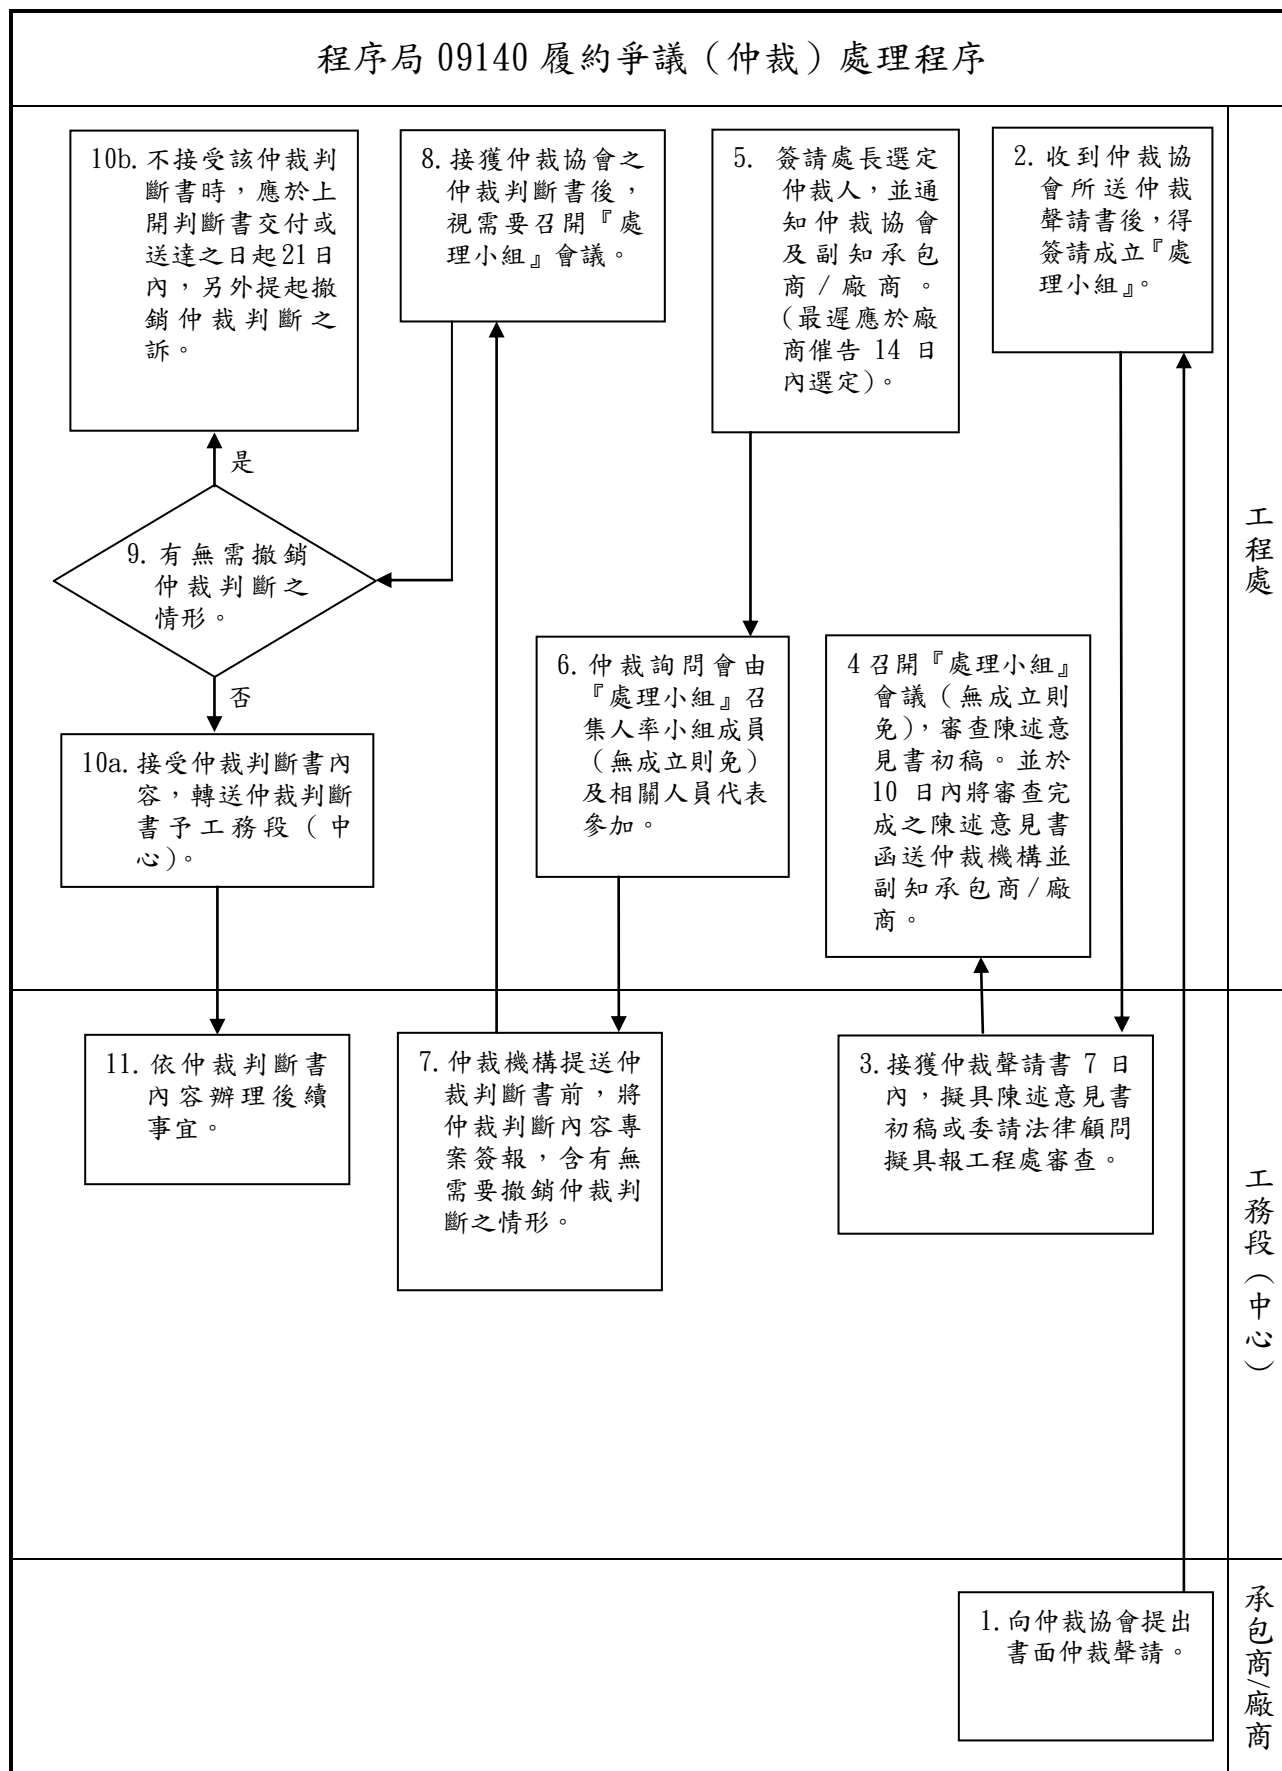 程序局 09140 履約爭議（仲裁）處理程序
10b. 不接受該仲裁判
斷書時，應於上
開判斷書交付或
送達之日起 21 日
內，另外提起撤
銷仲裁判斷之
訴。
8. 接獲仲裁協會之
仲裁判斷書後，
視需要召開『處
理小組』會議。
5. 簽請處長選定
仲裁人，並通
知仲裁協會
及副知承包
商/廠商。
(最遲應於廠
商催告 14 日
內選定)。
2. 收到仲裁協
會所送仲裁
聲請書後，得
簽請成立『處
理小組』。
是
9. 有無需撤銷
仲裁判斷之
情形。
否
工程處
6. 仲裁詢問會由
『處理小組』召
集人率小組成員
（無成立則免）
及相關人員代表
參加。
4 召開『處理小組』
會議（無成立則
免），審查陳述意
見書初稿。並於
10 日內將審查完
成之陳述意見書
函送仲裁機構並
副知承包商/廠
商。
10a. 接受仲裁判斷書內
容，轉送仲裁判斷
書予工務段（中
心）。
11. 依仲裁判斷書
內容辦理後續
事宜。
7. 仲裁機構提送仲
裁判斷書前，將
仲裁判斷內容專
案簽報，含有無
需要撤銷仲裁判
斷之情形。
3. 接獲仲裁聲請書 7 日
內，擬具陳述意見書
初稿或委請法律顧問
擬具報工程處審查。
工務段（中心）
1. 向仲裁協會提出
書面仲裁聲請。
承包商/廠商